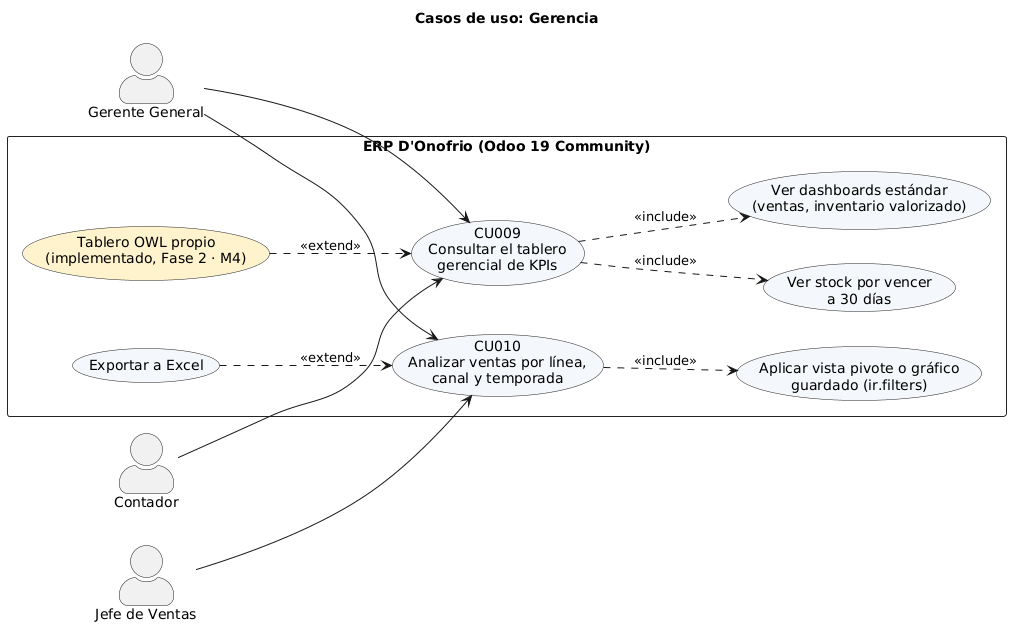 Casos de uso: Gerencia
Gerente General
ERP D'Onofrio (Odoo 19 Community)
Ver dashboards estándar
(ventas, inventario valorizado)
«include»
CU009
Consultar el tablero
gerencial de KPIs
Tablero OWL propio
(implementado, Fase 2 · M4)
«extend»
«include»
Ver stock por vencer
a 30 días
CU010
Analizar ventas por línea,
canal y temporada
Exportar a Excel
«extend»
«include»
Aplicar vista pivote o gráfico
guardado (ir.filters)
Contador
Jefe de Ventas